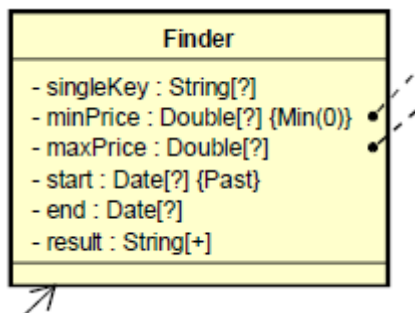 Finder
- singleKey : String[?]
- minPrice : Double[?] {Min(0)}
- maxPrice : Double[?]
- start : Date[?] {Past}
- end : Date[?]
- result : String[+]